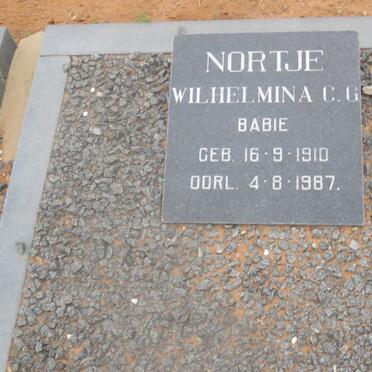 NORTJE
WILHELMINA C.G
BABIE
GEB. 16-9-1910
OORL. 4-8-1987.